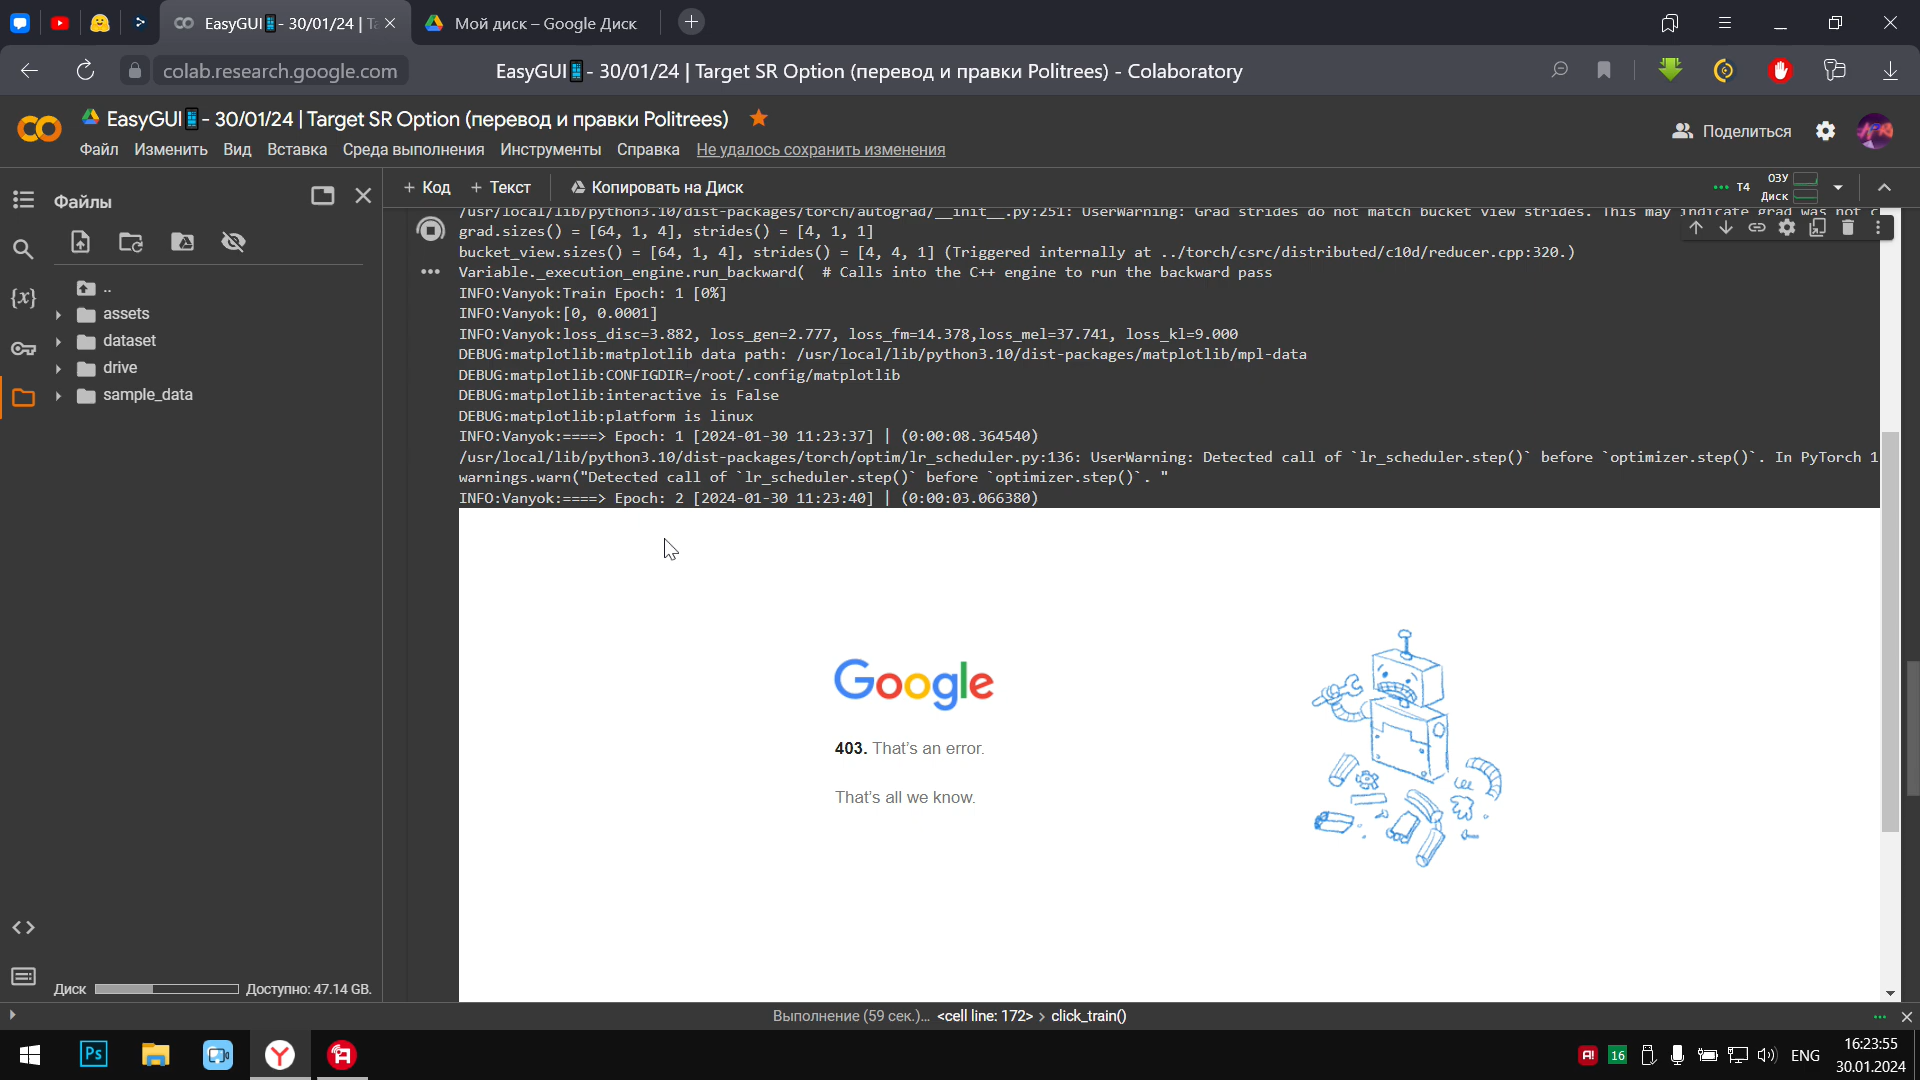 EasyGUI - 30/01/24 | Ta
Мой диск – Google Диск
colab.research.google.com
EasyGUI - 30/01/24 | Target SR Option (перевод и правки Politrees) - Colaboratory
EasyGUI - 30/01/24 | Target SR Option (перевод и правки Politrees)
Файл Изменить Вид Вставка Среда выполнения Инструменты Справка Не удалось сохранить изменения
Поделиться
Файлы
+ Код + Текст Копировать на Диск
T4 ОЗУ
Диск
..
assets
dataset
drive
sample_data
/usr/local/lib/python3.10/dist-packages/torch/autograd/__init__.py:251: UserWarning: Grad strides do not match bucket view strides. This may indicate grad was not c
grad.sizes() = [64, 1, 4], strides() = [4, 1, 1]
bucket_view.sizes() = [64, 1, 4], strides() = [4, 4, 1] (Triggered internally at ../torch/csrc/distributed/c10d/reducer.cpp:320.)
Variable._execution_engine.run_backward(  # Calls into the C++ engine to run the backward pass
INFO:Vanyok:Train Epoch: 1 [0%]
INFO:Vanyok:[0, 0.0001]
INFO:Vanyok:loss_disc=3.882, loss_gen=2.777, loss_fm=14.378,loss_mel=37.741, loss_kl=9.000
DEBUG:matplotlib:matplotlib data path: /usr/local/lib/python3.10/dist-packages/matplotlib/mpl-data
DEBUG:matplotlib:CONFIGDIR=/root/.config/matplotlib
DEBUG:matplotlib:interactive is False
DEBUG:matplotlib:platform is linux
INFO:Vanyok:====> Epoch: 1 [2024-01-30 11:23:37] | (0:00:08.364540)
/usr/local/lib/python3.10/dist-packages/torch/optim/lr_scheduler.py:136: UserWarning: Detected call of `lr_scheduler.step()` before `optimizer.step()`. In PyTorch 1
warnings.warn("Detected call of `lr_scheduler.step()` before `optimizer.step()`. "
INFO:Vanyok:====> Epoch: 2 [2024-01-30 11:23:40] | (0:00:03.066380)
Google
403. That's an error.
That's all we know.
Диск Доступно: 47.14 GB.
Выполнение (59 сек.)... <cell line: 172> > click_train()
Ps
16
ENG
16:23:55
30.01.2024